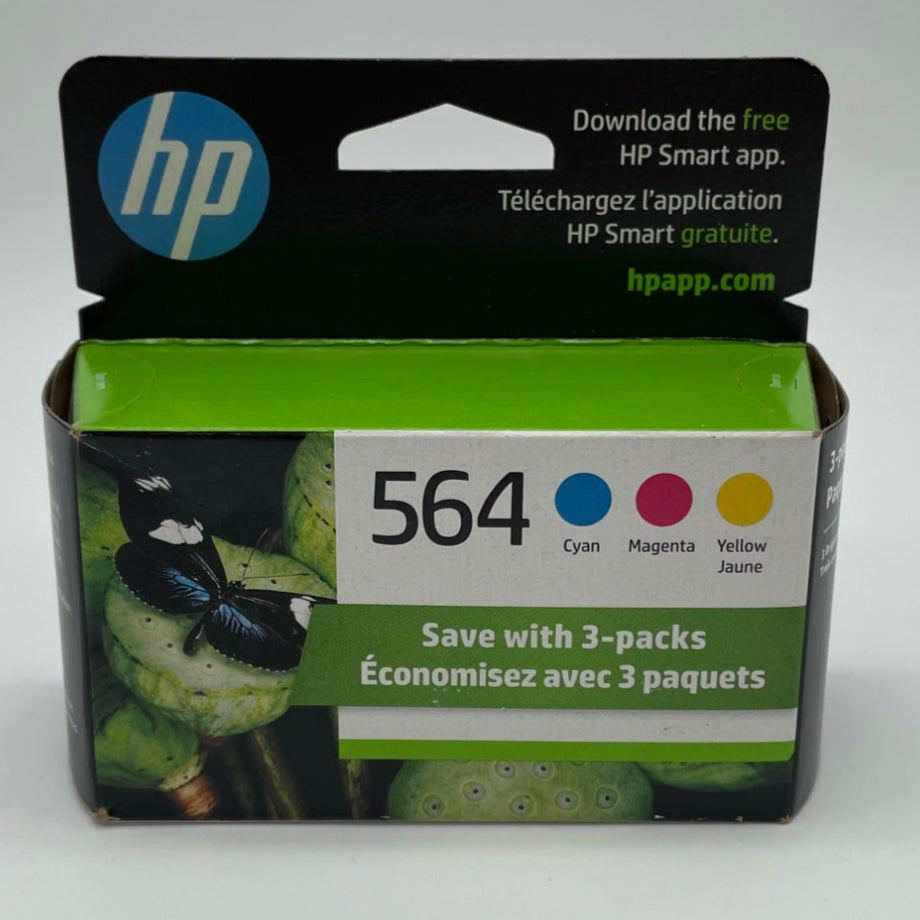 hp
Download the free
HP Smart app.
Téléchargez l'application
HP Smart gratuite.
hpapp.com
564
Cyan
Magenta
Yellow
Jaune
Save with 3-packs
Économisez avec 3 paquets